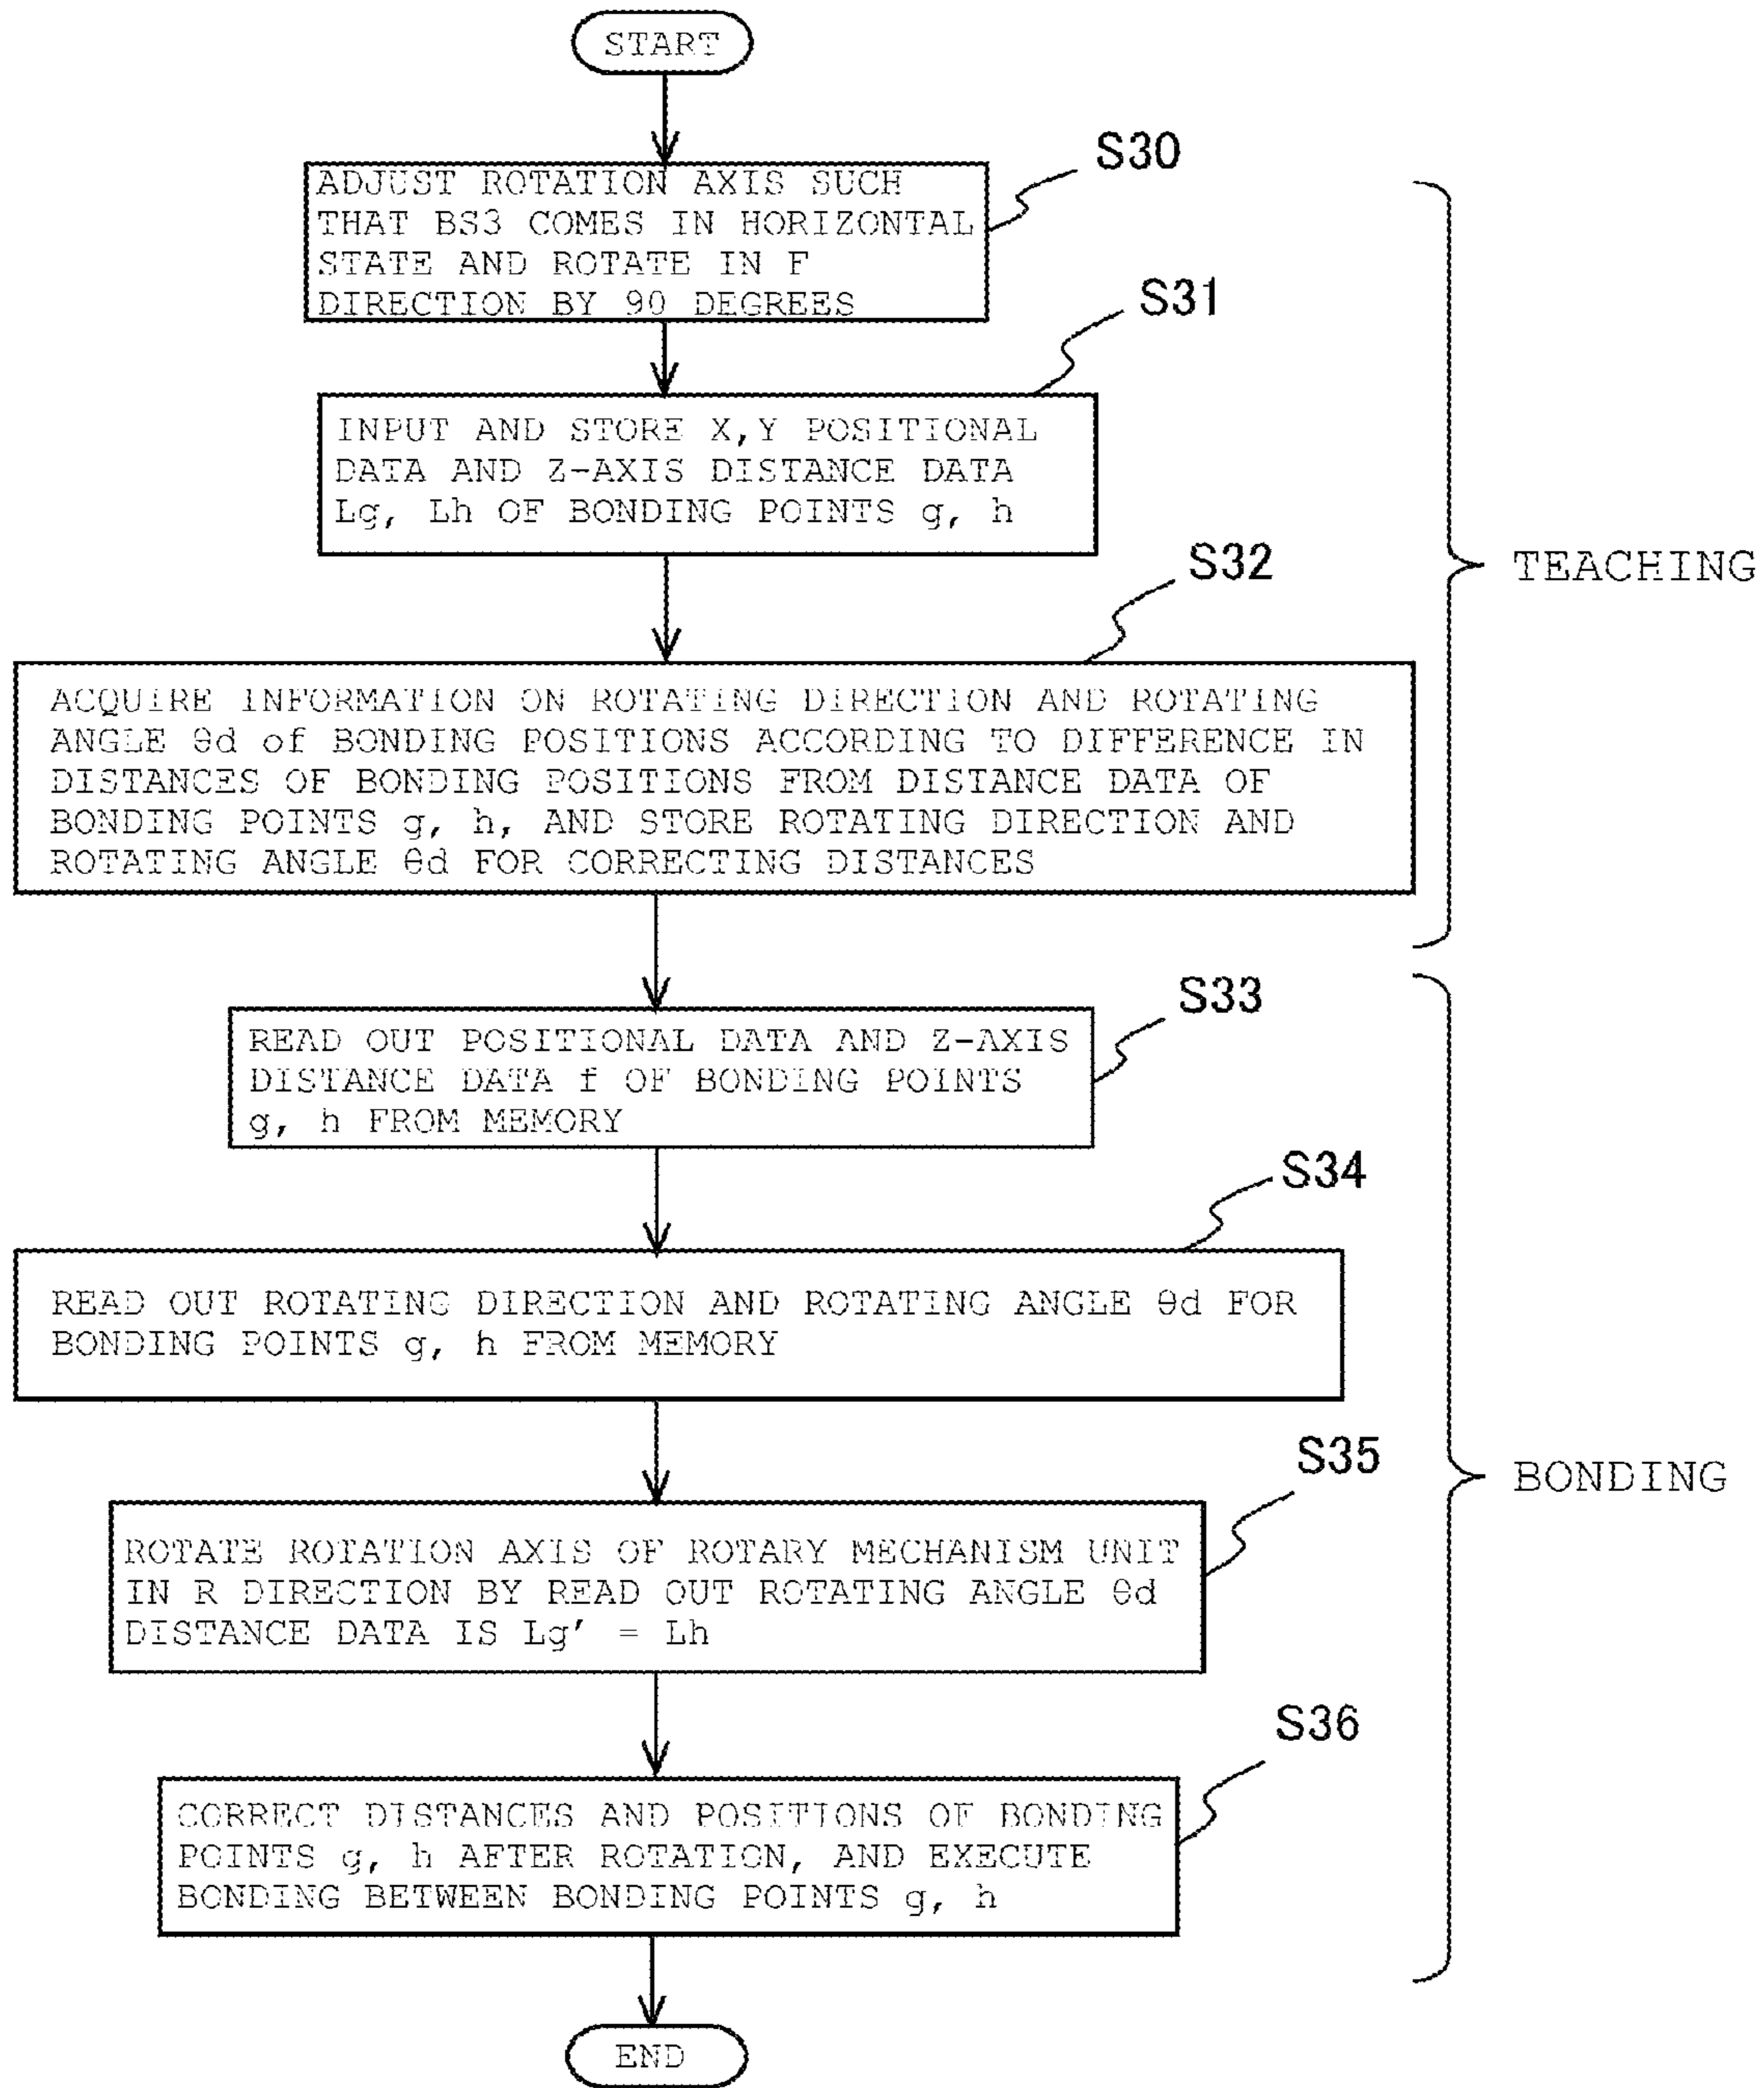 START
S30
ADJUST ROTATION AXIS SUCH
THAT BS3 COMES IN HORIZONTAL
STATE AND ROTATE IN F
DIRECTION BY 90 DEGREES
S31
INPUT AND STORE X,Y POSITIONAL
DATA AND Z-AXIS DISTANCE DATA
Lg, Lh OF BONDING POINTS g, h
TEACHING
S32
ACQUIRE INFORMATION ON ROTATING DIRECTION AND ROTATING
ANGLE θd of BONDING POSITIONS ACCORDING TO DIFFERENCE IN
DISTANCES OF BONDING POSITIONS FROM DISTANCE DATA OF
BONDING POINTS g, h, AND STORE ROTATING DIRECTION AND
ROTATING ANGLE θd FOR CORRECTING DISTANCES
S33
READ OUT POSITIONAL DATA AND Z-AXIS
DISTANCE DATA f OF BONDING POINTS
g, h FROM MEMORY
S34
READ OUT ROTATING DIRECTION AND ROTATING ANGLE θd FOR
BONDING POINTS g, h FROM MEMORY
BONDING
S35
ROTATE ROTATION AXIS OF ROTARY MECHANISM UNIT
IN R DIRECTION BY READ OUT ROTATING ANGLE θd
DISTANCE DATA IS Lg' = Lh
S36
CORRECT DISTANCES AND POSITIONS OF BONDING
POINTS g, h AFTER ROTATION, AND EXECUTE
BONDING BETWEEN BONDING POINTS g, h
END